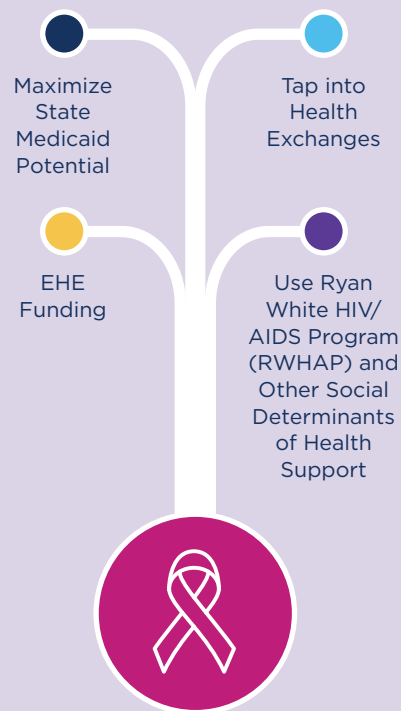 Maximize
State
Medicaid
Potential
Tap into
Health
Exchanges
EHE
Funding
Use Ryan
White HIV/
AIDS Program
(RWHAP) and
Other Social
Determinants
of Health
Support